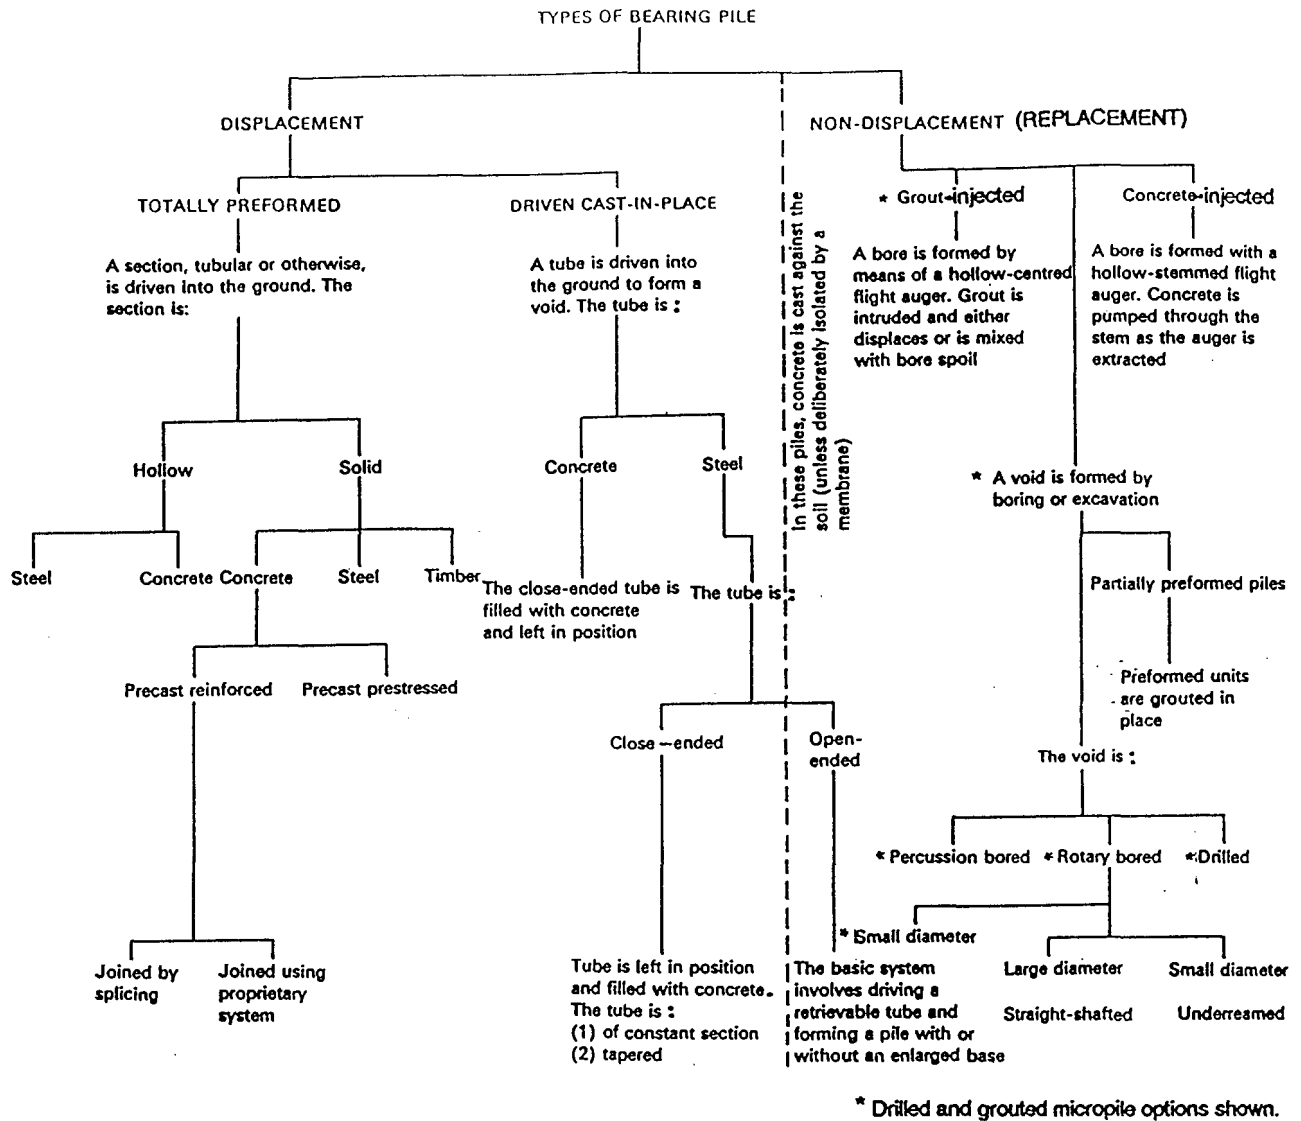 TYPES OF BEARING PILE
DISPLACEMENT
NON-DISPLACEMENT (REPLACEMENT)
TOTALLY PREFORMED
A section, tubular or otherwise,
is driven into the ground. The
section is:
Hollow
Solid
Steel
Concrete
Concrete
Steel
Timber
Precast reinforced
Precast prestressed
Joined by
splicing
Joined using
proprietary
system
DRIVEN CAST-IN-PLACE
A tube is driven into
the ground to form a
void. The tube is :
Concrete
Steel
The close-ended tube is
filled with concrete
and left in position
The tube is :
Close-ended
Open-
ended
Tube is left in position
and filled with concrete.
The tube is :
(1) of constant section
(2) tapered
The basic system
involves driving a
retrievable tube and
forming a pile with or
without an enlarged base
In these piles, concrete is cast against the
soil (unless deliberately isolated by a
membrane)
* Grout-injected
A bore is formed by
means of a hollow-centred
flight auger. Grout is
intruded and either
displaces or is mixed
with bore spoil
Concrete-injected
A bore is formed with a
hollow-stemmed flight
auger. Concrete is
pumped through the
stem as the auger is
extracted
* A void is formed by
boring or excavation
Partially preformed piles
Preformed units
are grouted in
place
The void is :
* Percussion bored
* Rotary bored
* Drilled
* Small diameter
Large diameter
Straight-shafted
Small diameter
Underreamed
* Drilled and grouted micropile options shown.